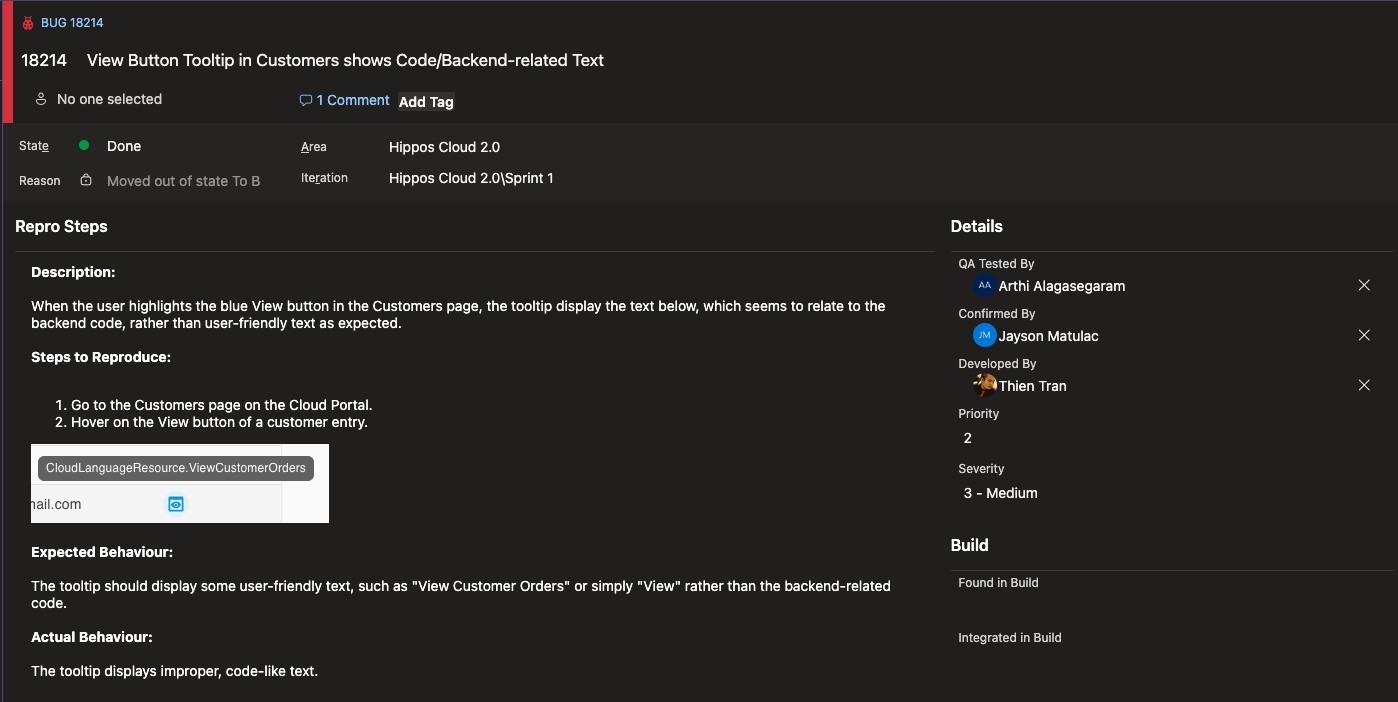 BUG 18214
18214 View Button Tooltip in Customers shows Code/Backend-related Text
No one selected
1 Comment
Add Tag
State
Done
Area
Hippos Cloud 2.0
Reason
Moved out of state To B
Iteration
Hippos Cloud 2.0\Sprint 1
Repro Steps
Description:
When the user highlights the blue View button in the Customers page, the tooltip display the text below, which seems to relate to the
backend code, rather than user-friendly text as expected.
Steps to Reproduce:
1. Go to the Customers page on the Cloud Portal.
2. Hover on the View button of a customer entry.
CloudLanguageResource.ViewCustomerOrders
nail.com
Expected Behaviour:
The tooltip should display some user-friendly text, such as "View Customer Orders" or simply "View" rather than the backend-related
code.
Actual Behaviour:
The tooltip displays improper, code-like text.
Details
QA Tested By
AA Arthi Alagasegaram
Confirmed By
JM Jayson Matulac
Developed By
Thien Tran
Priority
2
Severity
3 - Medium
Build
Found in Build
Integrated in Build